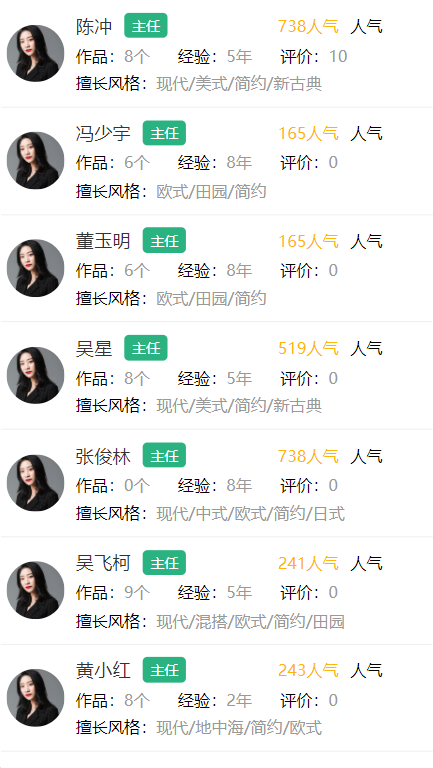 陈冲 主任 738人气 人气
作品：8个 经验：5年 评价：10
擅长风格：现代/美式/简约/新古典
冯少宇 主任 165人气 人气
作品：6个 经验：8年 评价：0
擅长风格：欧式/田园/简约
董玉明 主任 165人气 人气
作品：6个 经验：8年 评价：0
擅长风格：欧式/田园/简约
吴星 主任 519人气 人气
作品：8个 经验：5年 评价：0
擅长风格：现代/美式/简约/新古典
张俊林 主任 738人气 人气
作品：0个 经验：8年 评价：0
擅长风格：现代/中式/欧式/简约/日式
吴飞柯 主任 241人气 人气
作品：9个 经验：5年 评价：0
擅长风格：现代/混搭/欧式/简约/田园
黄小红 主任 243人气 人气
作品：8个 经验：2年 评价：0
擅长风格：现代/地中海/简约/欧式